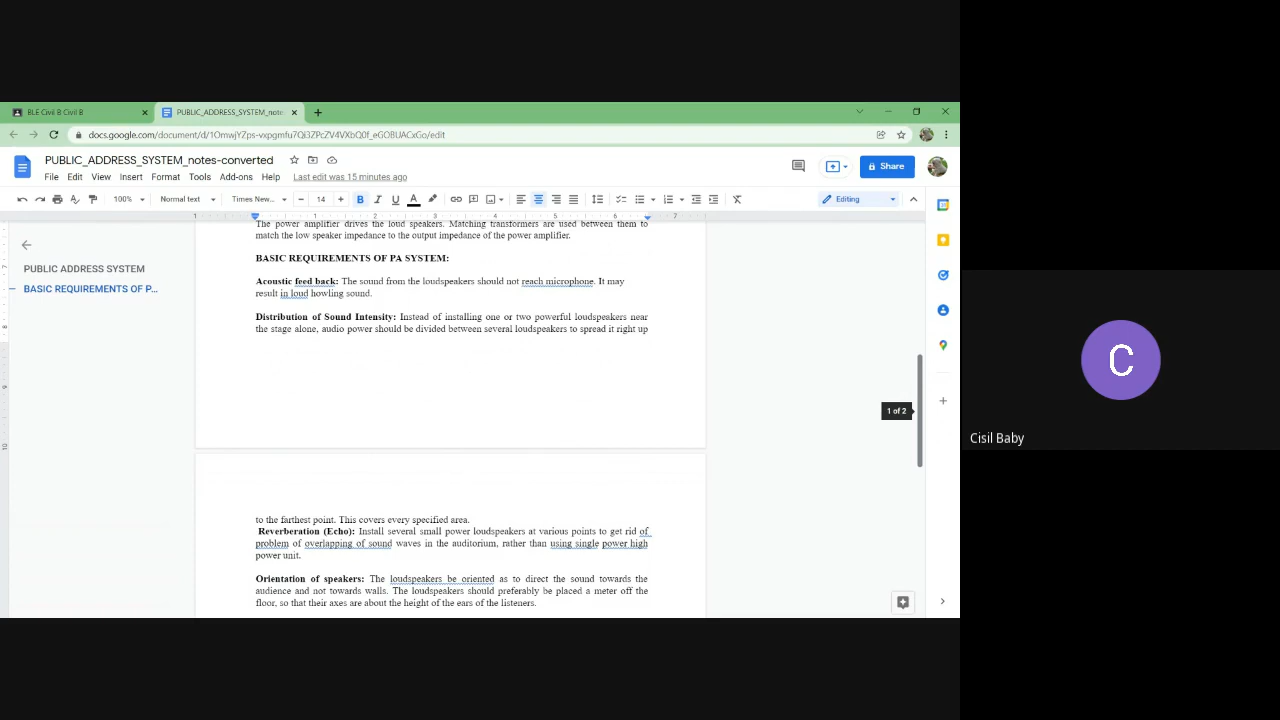 BLE Civil B Civil B
PUBLIC_ADDRESS_SYSTEM_notes
docs.google.com/document/d/1OmwjYZps-vxpgmfu7Qi3ZPcZV4VXbQ0f_eGOBUACxGo/edit
PUBLIC_ADDRESS_SYSTEM_notes-converted
File Edit View Insert Format Tools Add-ons Help Last edit was 15 minutes ago
Share
100% Normal text Times New... 14 Editing
PUBLIC ADDRESS SYSTEM
BASIC REQUIREMENTS OF P...
The power amplifier drives the loud speakers. Matching transformers are used between them to
match the low speaker impedance to the output impedance of the power amplifier.
BASIC REQUIREMENTS OF PA SYSTEM:
Acoustic feed back: The sound from the loudspeakers should not reach microphone. It may
result in loud howling sound.
Distribution of Sound Intensity: Instead of installing one or two powerful loudspeakers near
the stage alone, audio power should be divided between several loudspeakers to spread it right up
1 of 2
to the farthest point. This covers every specified area.
Reverberation (Echo): Install several small power loudspeakers at various points to get rid of
problem of overlapping of sound waves in the auditorium, rather than using single power high
power unit.
Orientation of speakers: The loudspeakers be oriented as to direct the sound towards the
audience and not towards walls. The loudspeakers should preferably be placed a meter off the
floor, so that their axes are about the height of the ears of the listeners.
C
Cisil Baby